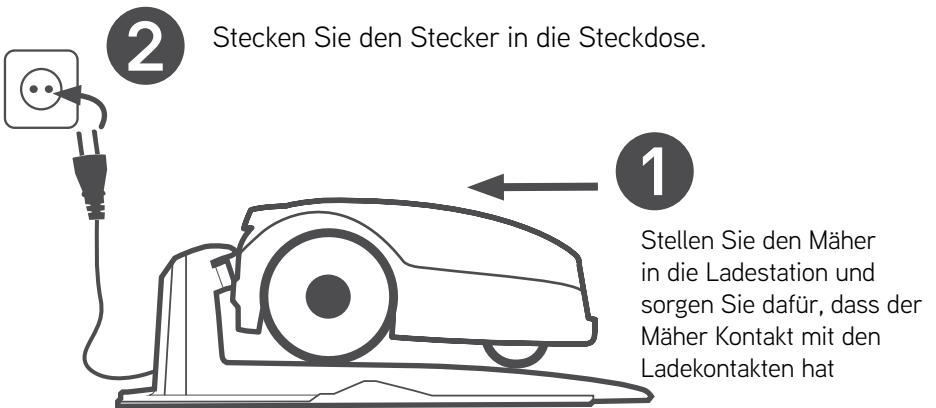 2
Stecken Sie den Stecker in die Steckdose.
1
Stellen Sie den Mäher
in die Ladestation und
sorgen Sie dafür, dass der
Mäher Kontakt mit den
Ladekontakten hat